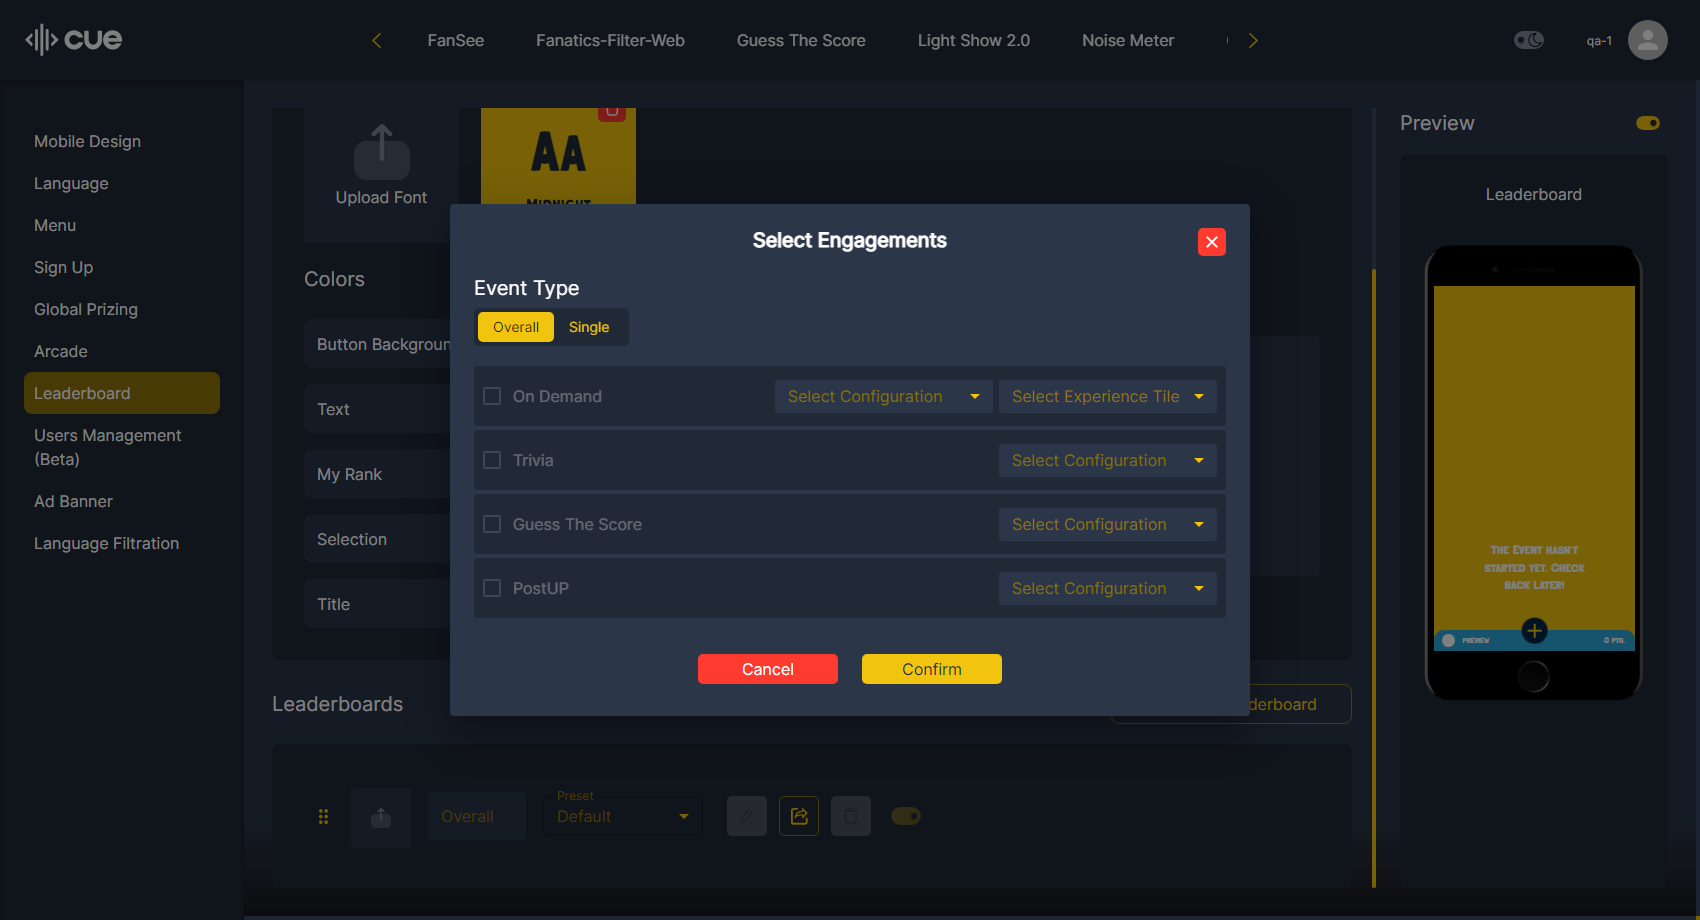 cue
FanSee
Fanatics-Filter-Web
Guess The Score
Light Show 2.0
Noise Meter
qa-1
Mobile Design
Language
Menu
Sign Up
Global Prizing
Arcade
Leaderboard
Users Management
(Beta)
Ad Banner
Language Filtration
Upload Font
AA
MIDNIGHT
Colors
Button Backgroun
Text
My Rank
Selection
Title
Select Engagements
Event Type
Overall
Single
On Demand
Select Configuration
Select Experience Tile
Trivia
Select Configuration
Guess The Score
Select Configuration
PostUP
Select Configuration
Cancel
Confirm
Leaderboards
derboard
Overall
Preset
Default
Preview
Leaderboard
THE EVENT HASN'T
STARTED YET. CHECK
BACK LATER!
PREVIEW
0 PTS.